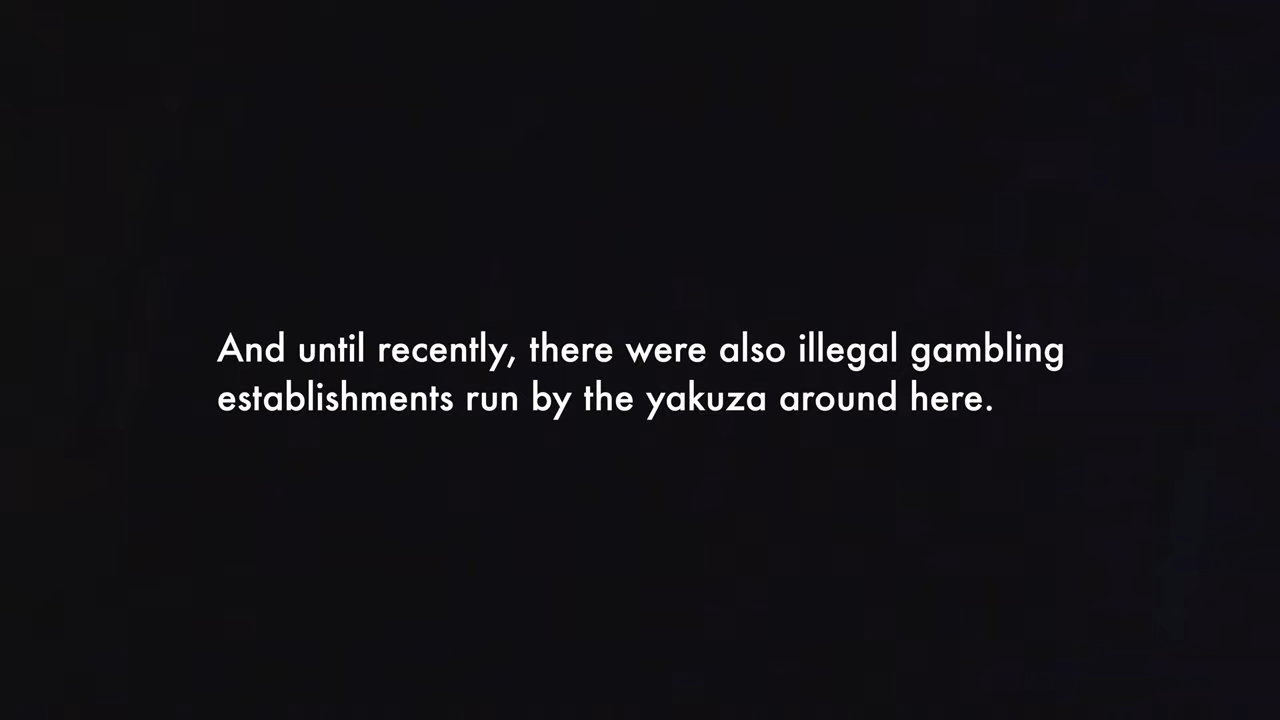 And until recently, there were also illegal gambling
establishments run by the yakuza around here.